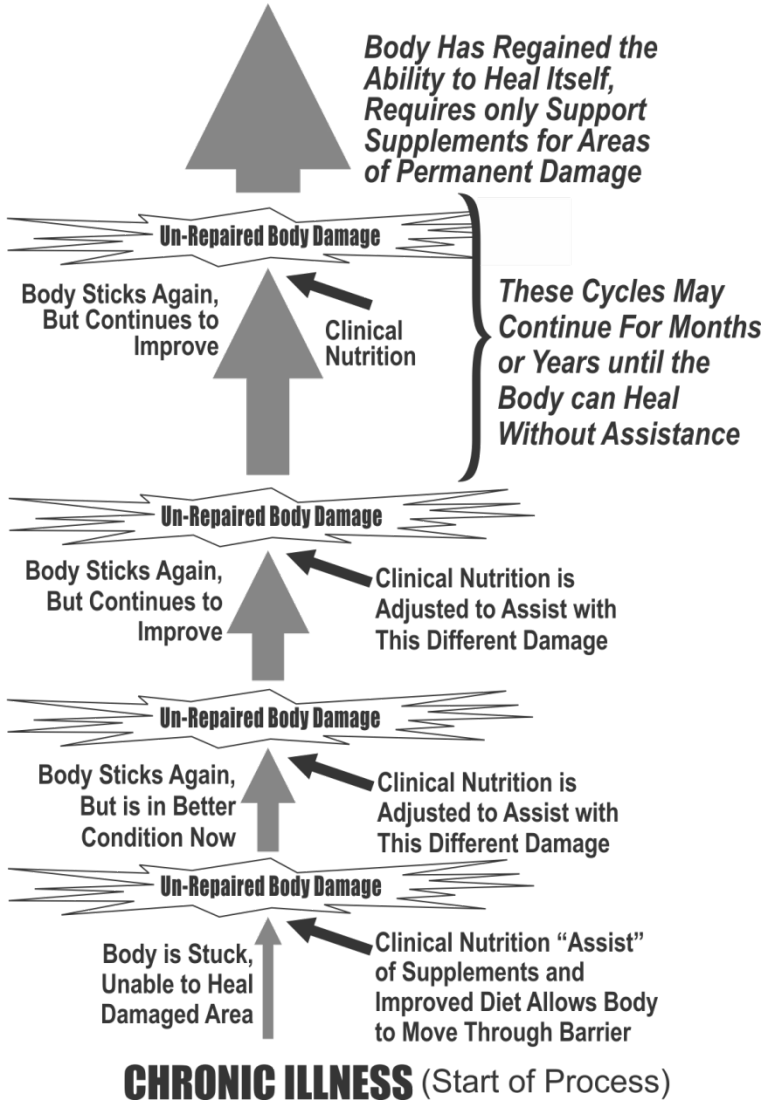 Body Has Regained the
Ability to Heal Itself,
Requires only Support
Supplements for Areas
of Permanent Damage
Un-Repaired Body Damage
Body Sticks Again,
But Continues to
Improve
Clinical
Nutrition
These Cycles May
Continue For Months
or Years until the
Body can Heal
Without Assistance
Un-Repaired Body Damage
Body Sticks Again,
But Continues to
Improve
Clinical Nutrition is
Adjusted to Assist with
This Different Damage
Un-Repaired Body Damage
Body Sticks Again,
But is in Better
Condition Now
Clinical Nutrition is
Adjusted to Assist with
This Different Damage
Un-Repaired Body Damage
Body is Stuck,
Unable to Heal
Damaged Area
Clinical Nutrition “Assist”
of Supplements and
Improved Diet Allows Body
to Move Through Barrier
CHRONIC ILLNESS (Start of Process)